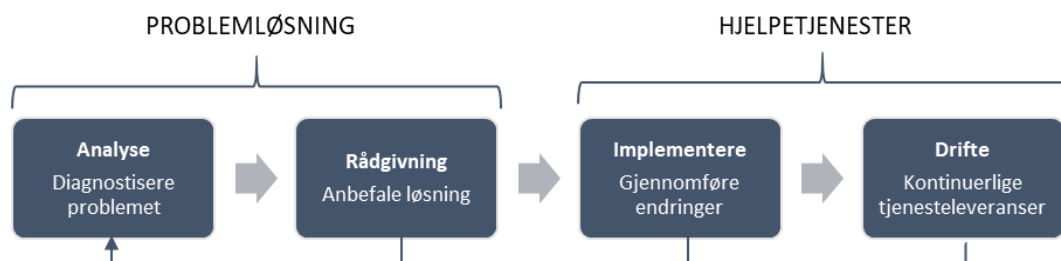 PROBLEMLØSNING
HJELPETJENESTER
Analyse
Diagnostisere
problemet
Rådgivning
Anbefale løsning
Implementere
Gjennomføre
endringer
Drifte
Kontinuerlige
tjenesteleveranser